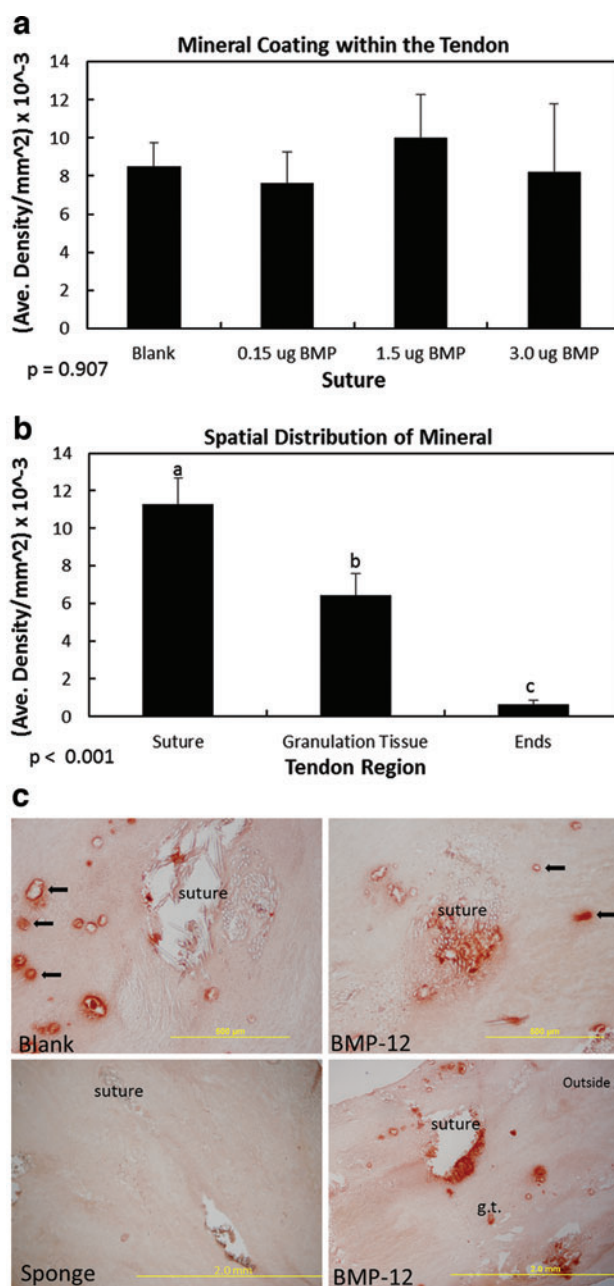 a
Mineral Coating within the Tendon
(Ave. Density/mm^2) x 10^-3
14
12
10
8
6
4
2
0
Blank
0.15 ug BMP
1.5 ug BMP
3.0 ug BMP
p = 0.907
Suture
b
Spatial Distribution of Mineral
(Ave. Density/mm^2) x 10^-3
14
12
10
8
6
4
2
0
a
b
c
Suture
Granulation Tissue
Ends
p < 0.001
Tendon Region
c
suture
Blank
500 µm
suture
BMP-12
500 µm
suture
Sponge
2.0 mm
Outside
suture
g.t.
BMP-12
2.0 mm